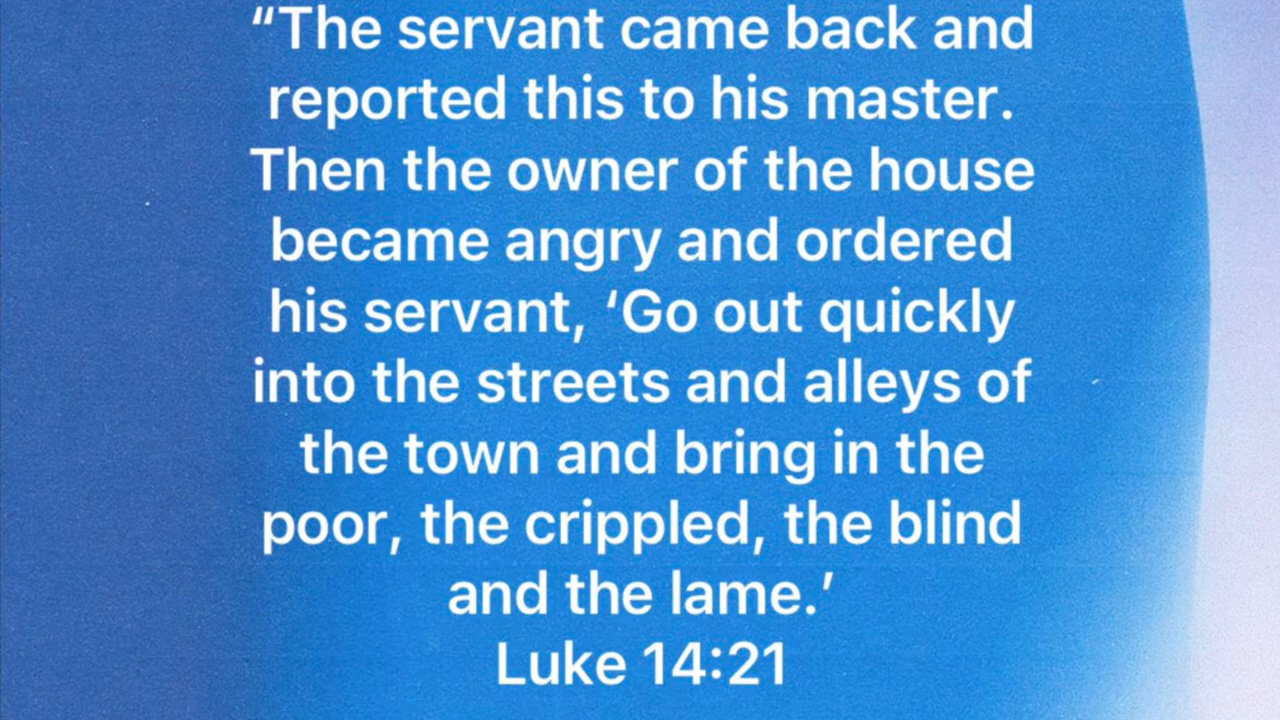 “The servant came back and
reported this to his master.
Then the owner of the house
became angry and ordered
his servant, ‘Go out quickly
into the streets and alleys of
the town and bring in the
poor, the crippled, the blind
and the lame.’
Luke 14:21